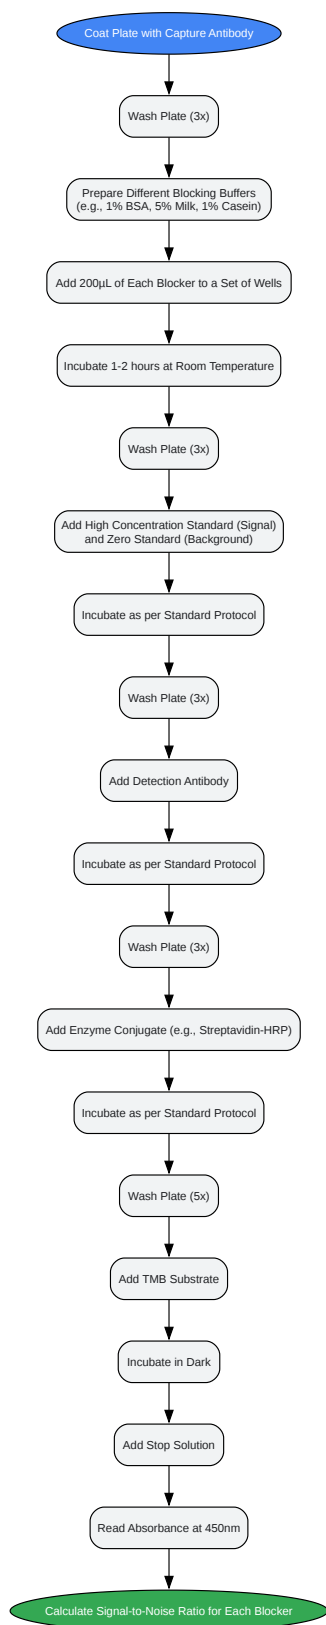 Coat Plate with Capture Antibody
Wash Plate (3x)
Prepare Different Blocking Buffers
(e.g., 1% BSA, 5% Milk, 1% Casein)
Add 200µL of Each Blocker to a Set of Wells
Incubate 1-2 hours at Room Temperature
Wash Plate (3x)
Add High Concentration Standard (Signal)
and Zero Standard (Background)
Incubate as per Standard Protocol
Wash Plate (3x)
Add Detection Antibody
Incubate as per Standard Protocol
Wash Plate (3x)
Add Enzyme Conjugate (e.g., Streptavidin-HRP)
Incubate as per Standard Protocol
Wash Plate (5x)
Add TMB Substrate
Incubate in Dark
Add Stop Solution
Read Absorbance at 450nm
Calculate Signal-to-Noise Ratio for Each Blocker